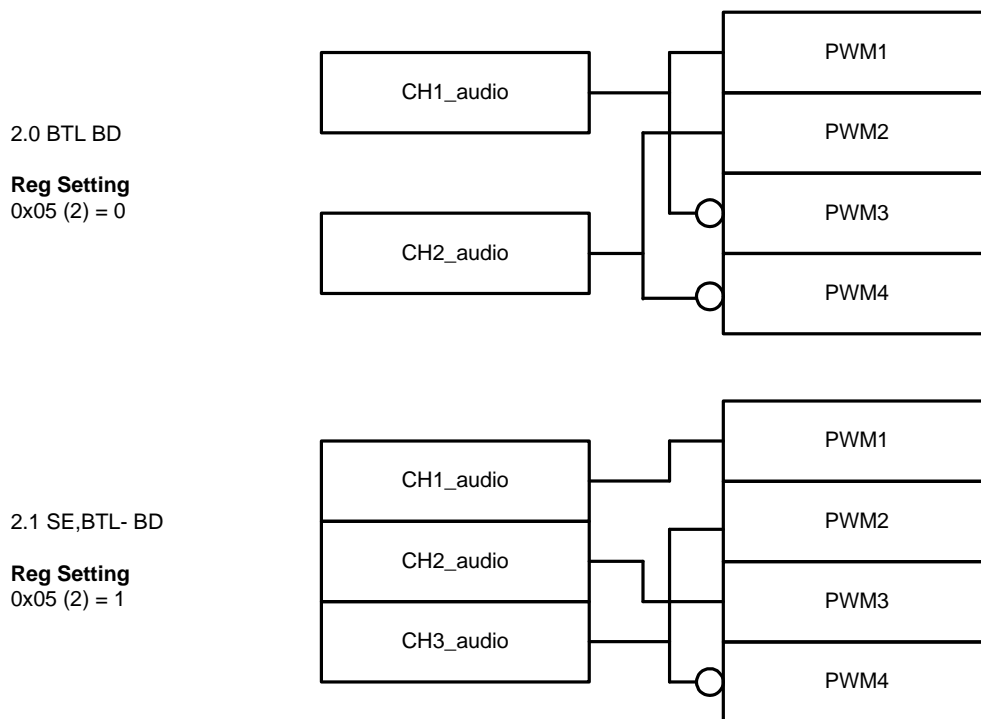 2.0 BTL BD
Reg Setting
0x05 (2) = 0
CH1_audio
CH2_audio
PWM1
PWM2
PWM3
PWM4
2.1 SE,BTL- BD
Reg Setting
0x05 (2) = 1
CH1_audio
CH2_audio
CH3_audio
PWM1
PWM2
PWM3
PWM4